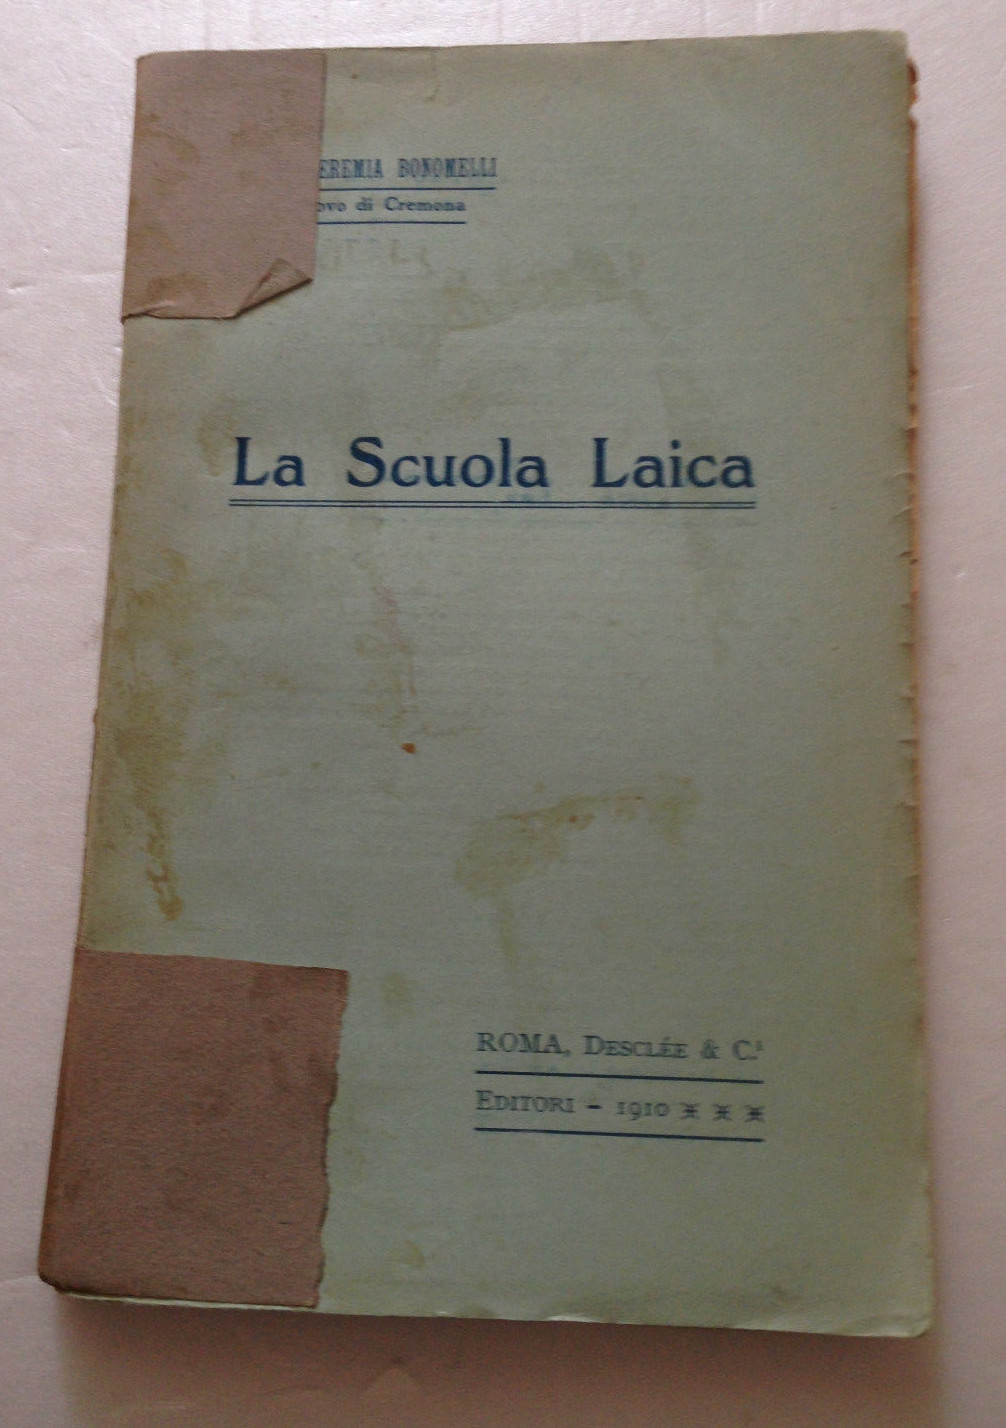 EREMIA BONOMELLI
ovo di Cremona
La Scuola Laica
ROMA, DESCLÉE & C.i
EDITORI - 1910